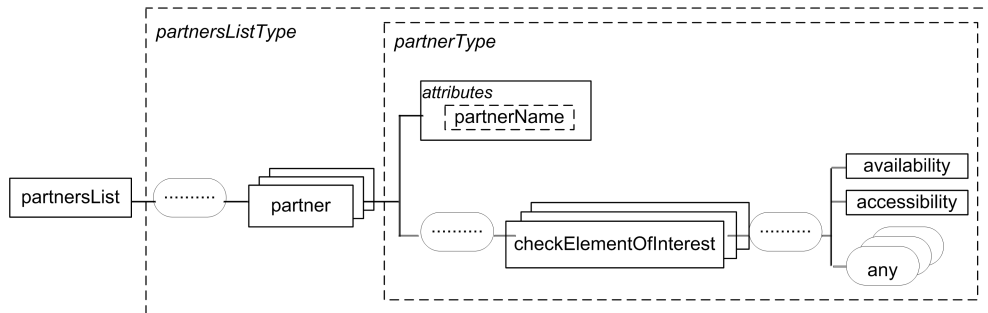 partnersListType
partnerType
attributes
partnerName
partnersList
..........
partner
..........
checkElementOfInterest
..........
availability
accessibility
any